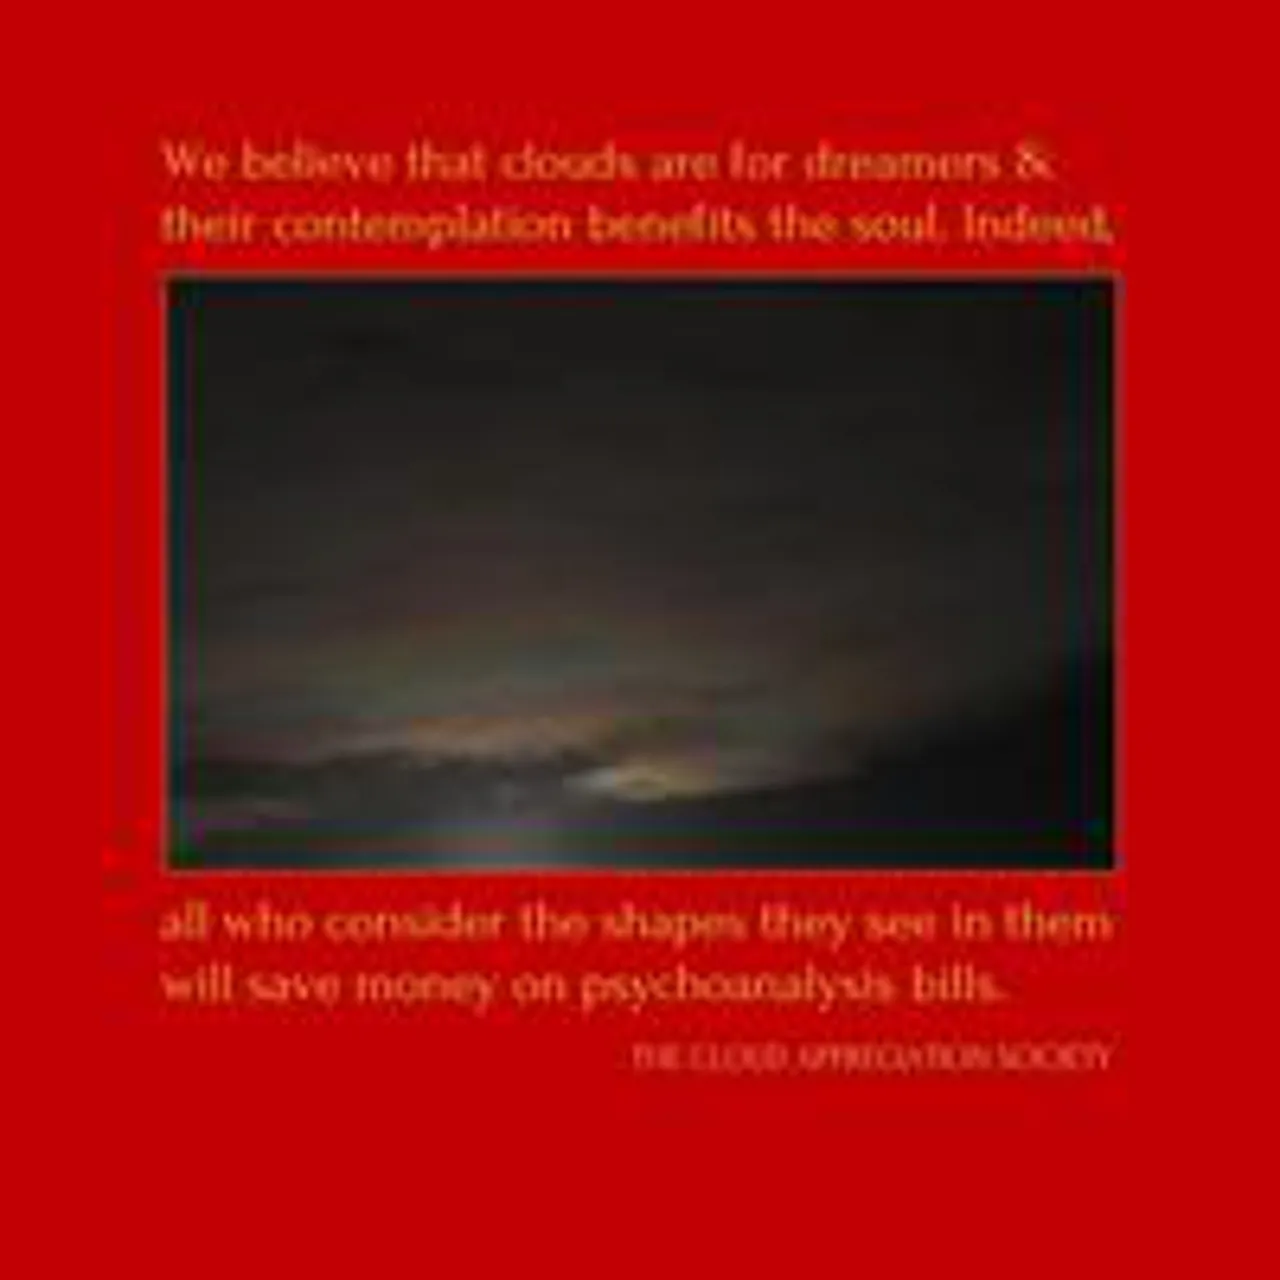 We believe that clouds are for dreamers &
their contemplation benefits the soul. Indeed,
all who consider the shapes they see in them
will save money on psychoanalysis bills.
THE CLOUD APPRECIATION SOCIETY